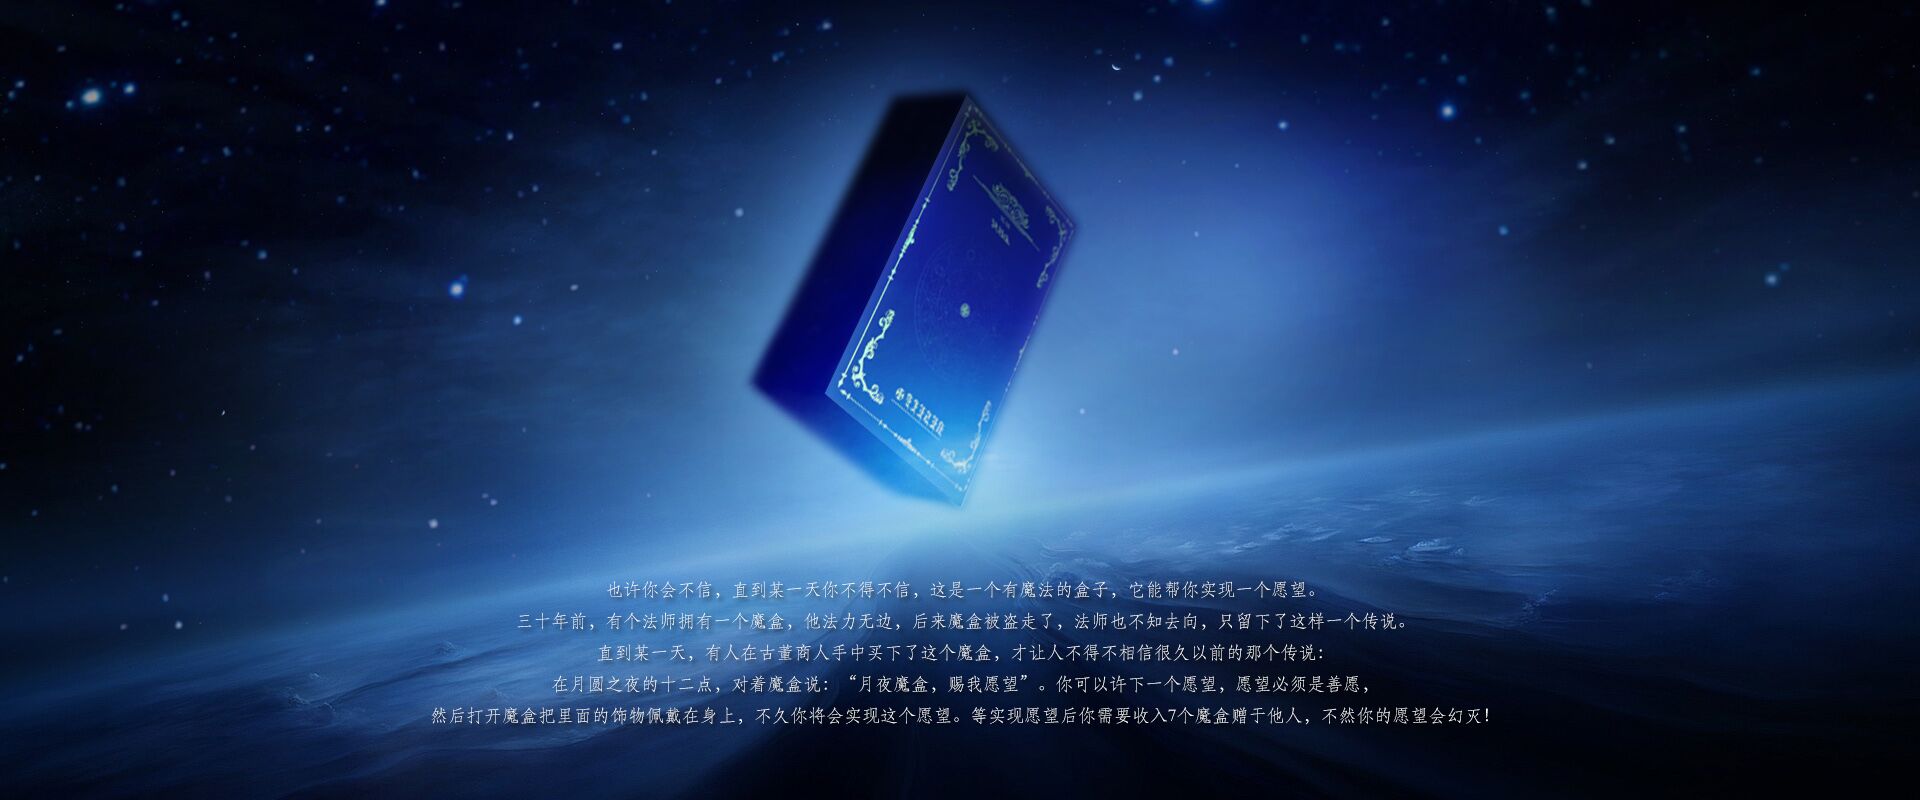 也许你会不信，直到某一天你不得不信，这是一个有魔法的盒子，它能帮你实现一个愿望。
三十年前，有个法师拥有一个魔盒，他法力无边，后来魔盒被盗走了，法师也不知去向，只留下了这样一个传说。
直到某一天，有人在古董商人手中买下了这个魔盒，才让人不得不相信很久以前的那个传说：
在月圆之夜的十二点，对着魔盒说：“月夜魔盒，赐我愿望”。你可以许下一个愿望，愿望必须是善愿，
然后打开魔盒把里面的饰物佩戴在身上，不久你将会实现这个愿望。等实现愿望后你需要收入7个魔盒赠于他人，不然你的愿望会幻灭！